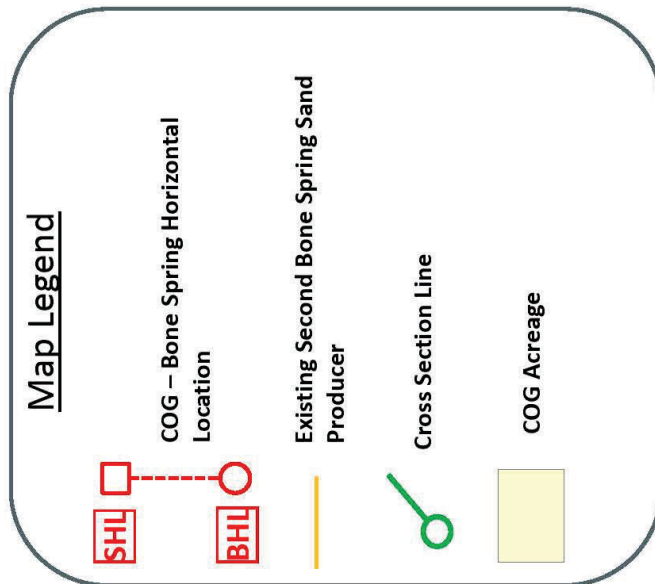 Map Legend
SHL
BHL
COG – Bone Spring Horizontal
Location
Existing Second Bone Spring Sand
Producer
Cross Section Line
COG Acreage